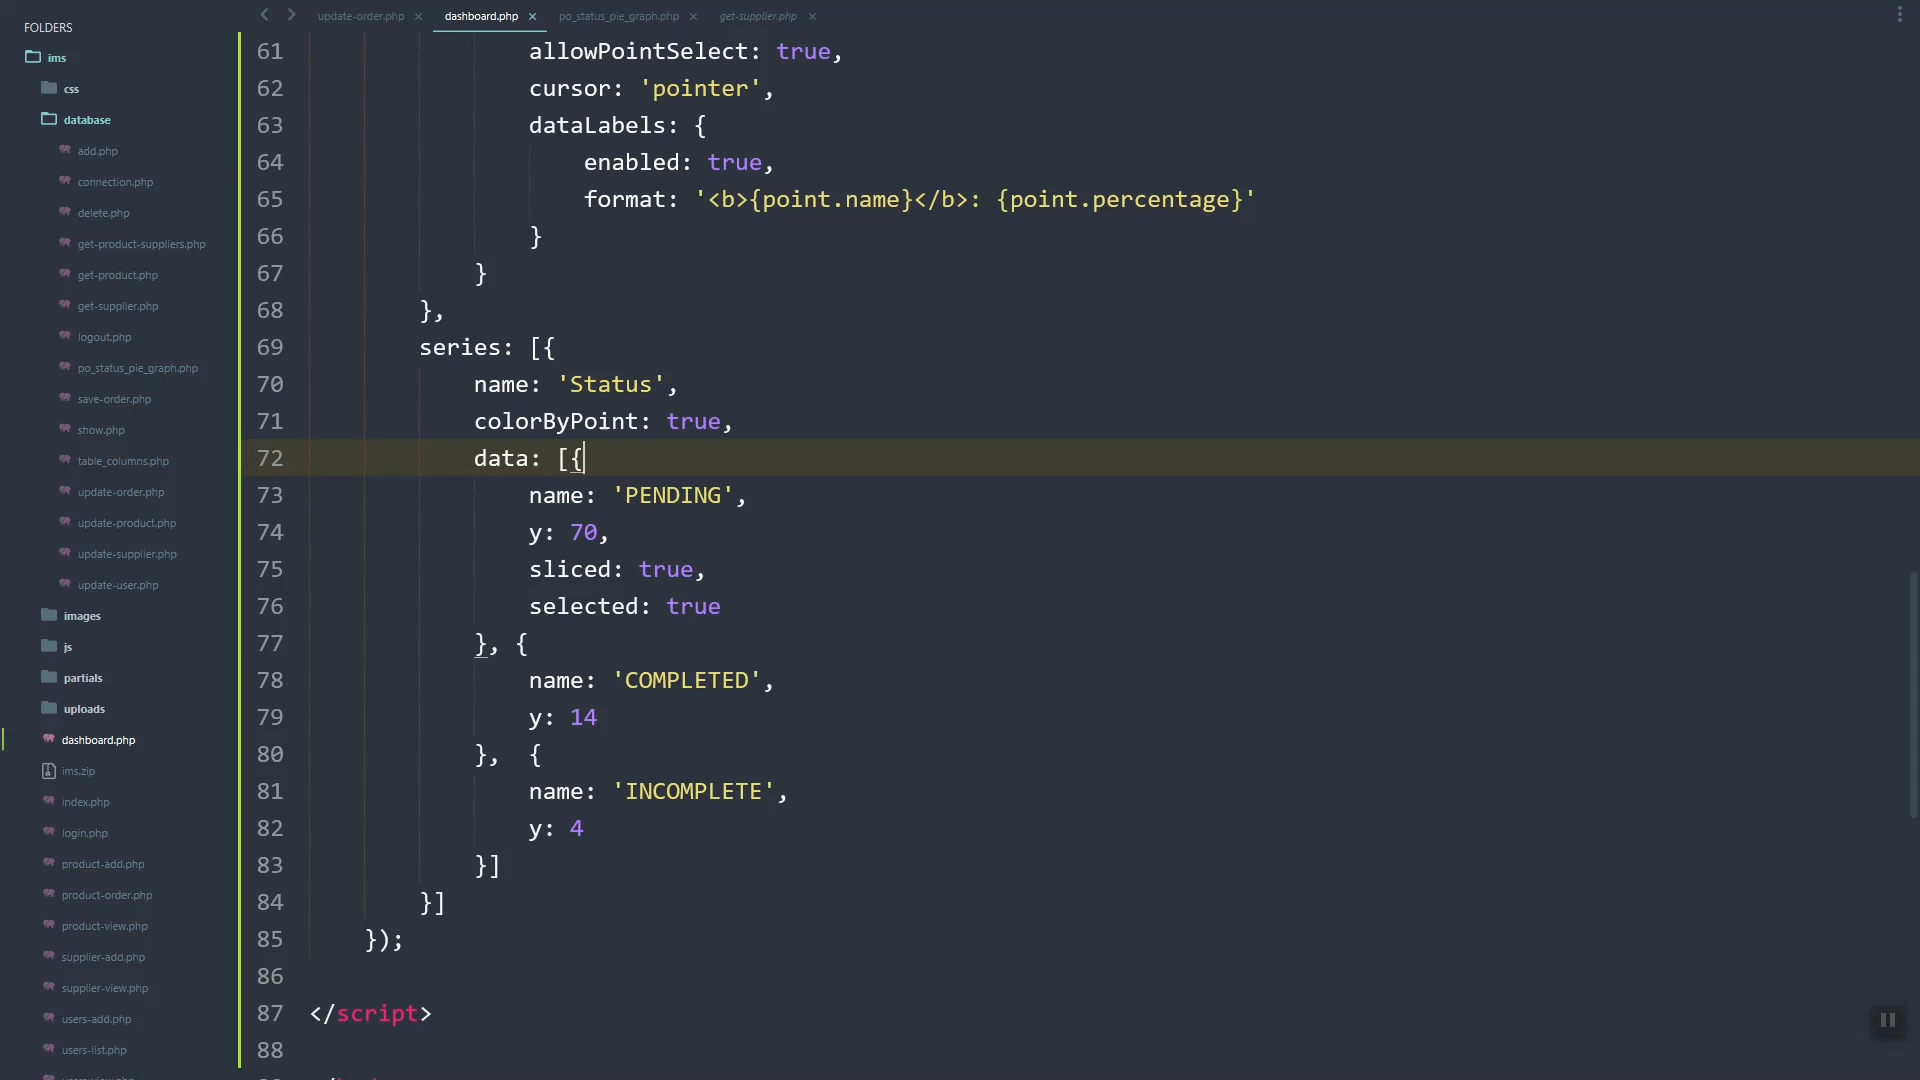 FOLDERS
ims
css
database
add.php
connection.php
delete.php
get-product-suppliers.php
get-product.php
get-supplier.php
logout.php
po_status_pie_graph.php
save-order.php
show.php
table_columns.php
update-order.php
update-product.php
update-supplier.php
update-user.php
images
js
partials
uploads
dashboard.php
ims.zip
index.php
login.php
product-add.php
product-order.php
product-view.php
supplier-add.php
supplier-view.php
users-add.php
users-list.php
update-order.php × dashboard.php × po_status_pie_graph.php × get-supplier.php ×
61 allowPointSelect: true,
62 cursor: 'pointer',
63 dataLabels: {
64 enabled: true,
65 format: '<b>{point.name}</b>: {point.percentage}'
66 }
67 }
68 },
69 series: [{
70 name: 'Status',
71 colorByPoint: true,
72 data: [{
73 name: 'PENDING',
74 y: 70,
75 sliced: true,
76 selected: true
77 }, {
78 name: 'COMPLETED',
79 y: 14
80 },  {
81 name: 'INCOMPLETE',
82 y: 4
83 }]
84 }]
85 });
86
87 </script>
88